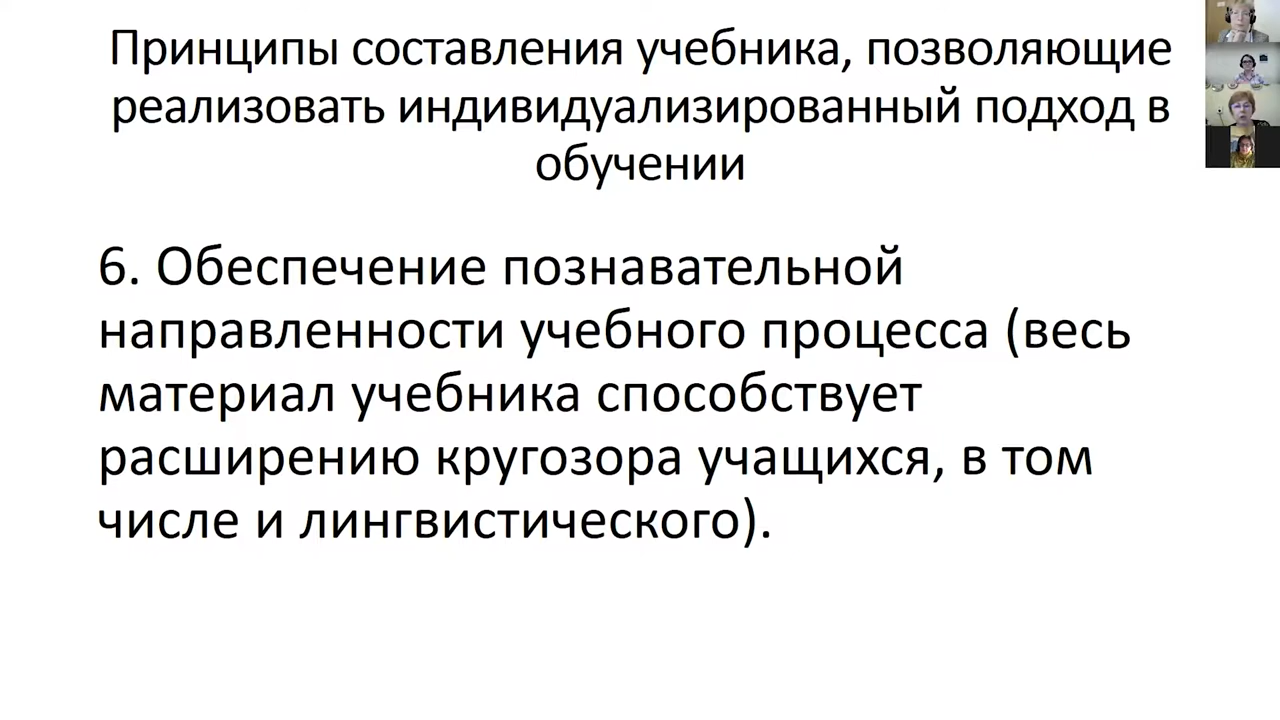 Принципы составления учебника, позволяющие
реализовать индивидуализированный подход в
обучении
6. Обеспечение познавательной
направленности учебного процесса (весь
материал учебника способствует
расширению кругозора учащихся, в том
числе и лингвистического).